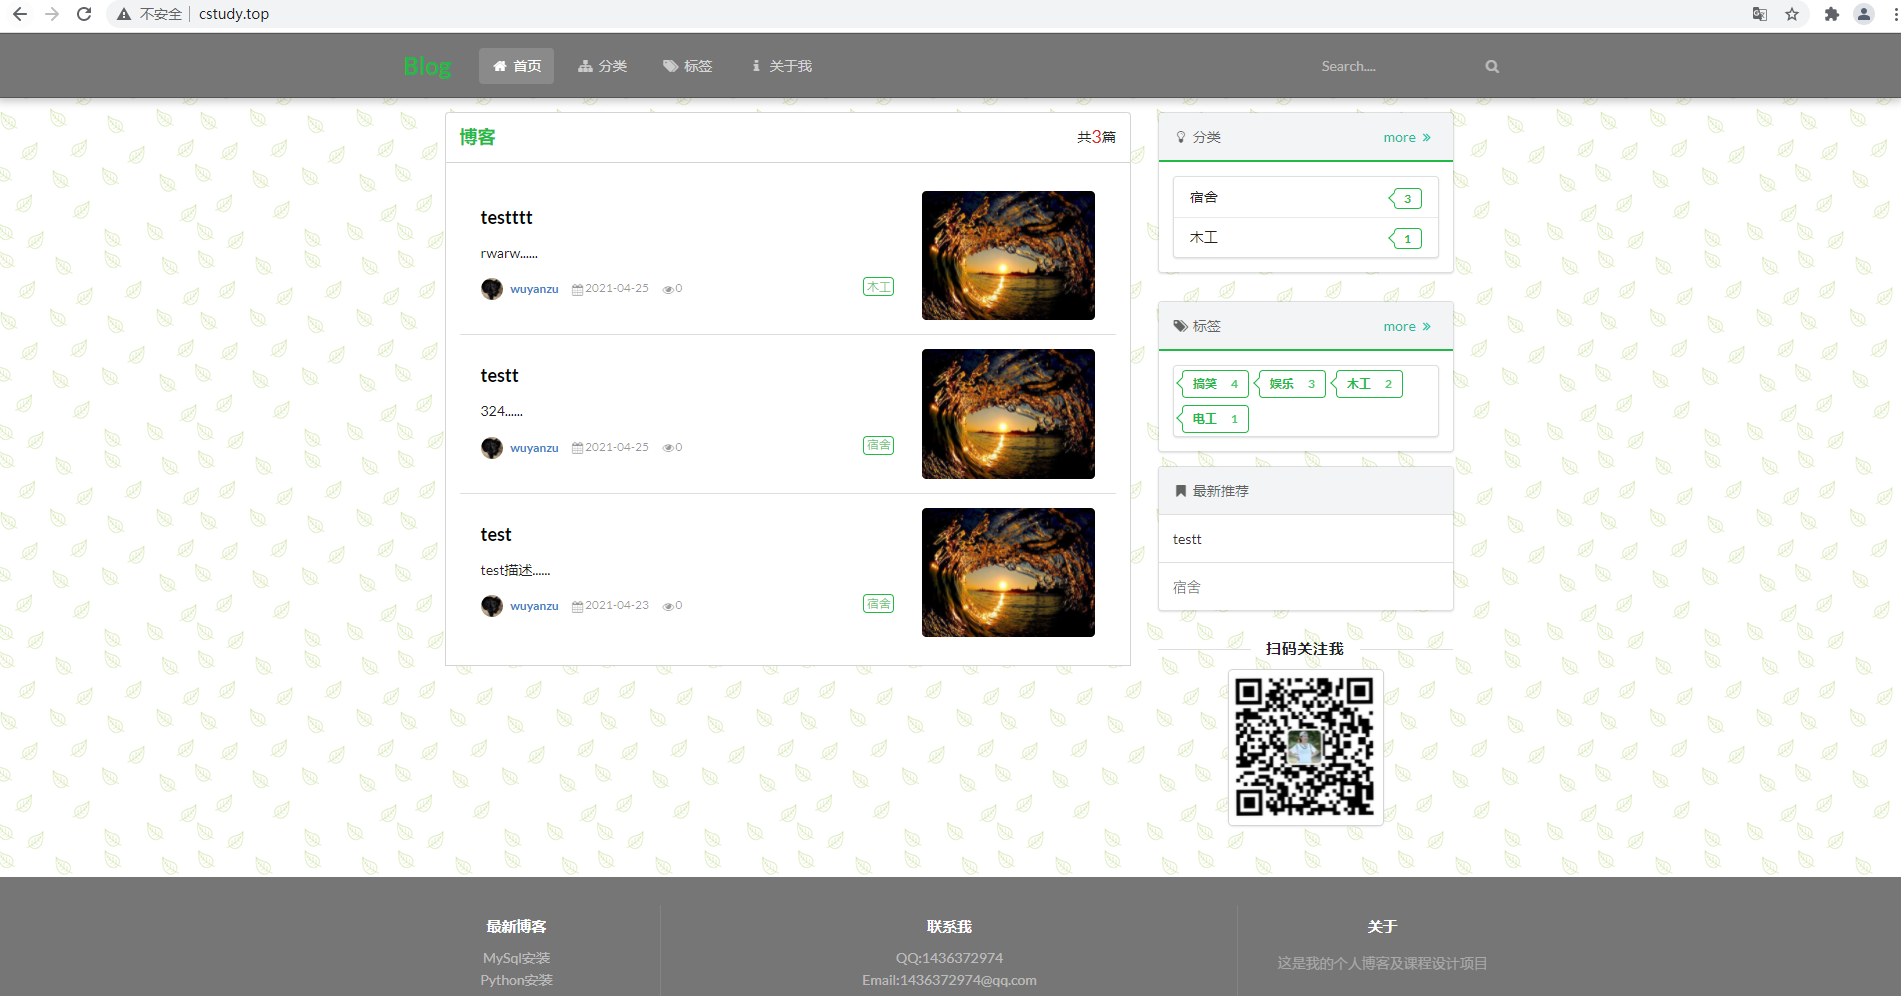 不安全 cstudy.top
Blog 首页 分类 标签 关于我 Search....
博客 共3篇
testttt
rwarw......
wuyanzu 2021-04-25 0 木工
testt
324......
wuyanzu 2021-04-25 0 宿舍
test
test描述......
wuyanzu 2021-04-23 0 宿舍
分类 more
宿舍 3
木工 1
标签 more
搞笑 4 娱乐 3 木工 2
电工 1
最新推荐
testt
宿舍
扫码关注我
最新博客
MySql安装
Python安装
联系我
QQ:1436372974
Email:1436372974@qq.com
关于
这是我的个人博客及课程设计项目